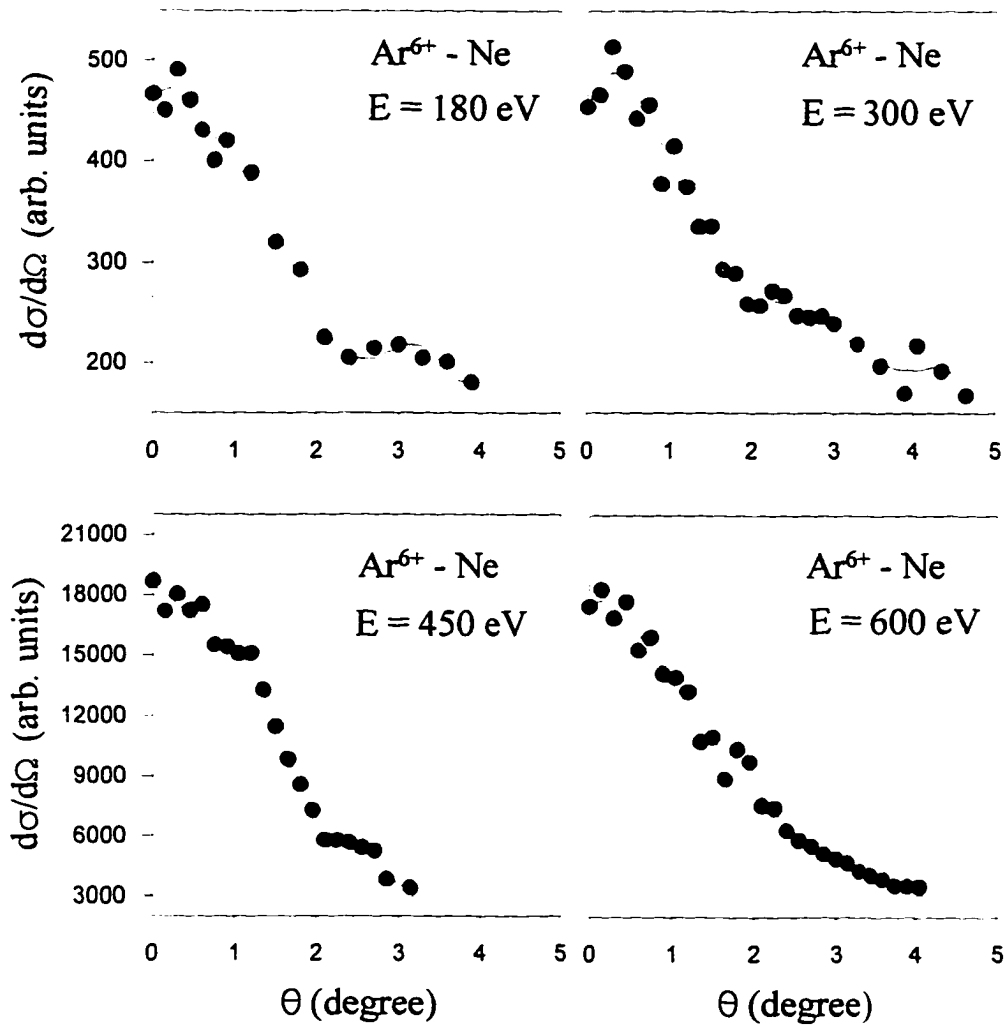 Ar⁶⁺ - Ne
E = 180 eV
dσ/dΩ (arb. units)
500
400
300
200
0 1 2 3 4 5
Ar⁶⁺ - Ne
E = 300 eV
0 1 2 3 4 5
Ar⁶⁺ - Ne
E = 450 eV
dσ/dΩ (arb. units)
21000
18000
15000
12000
9000
6000
3000
0 1 2 3 4 5
θ (degree)
Ar⁶⁺ - Ne
E = 600 eV
0 1 2 3 4 5
θ (degree)